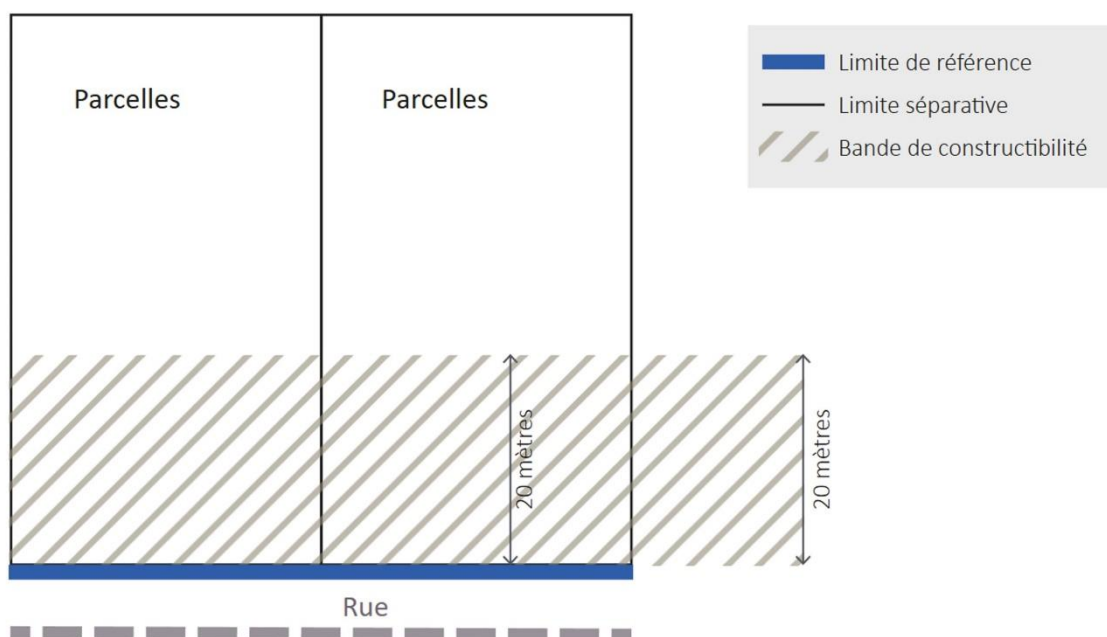 Parcelles
Parcelles
Limite de référence
Limite séparative
Bande de constructibilité
20 mètres
20 mètres
Rue